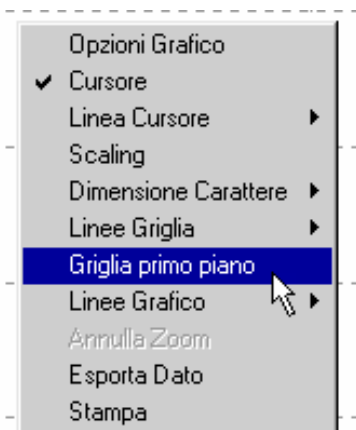 Opzioni Grafico
Cursore
Linea Cursore
Scaling
Dimensione Carattere
Linee Griglia
Griglia primo piano
Linee Grafico
Annulla Zoom
Esporta Dato
Stampa